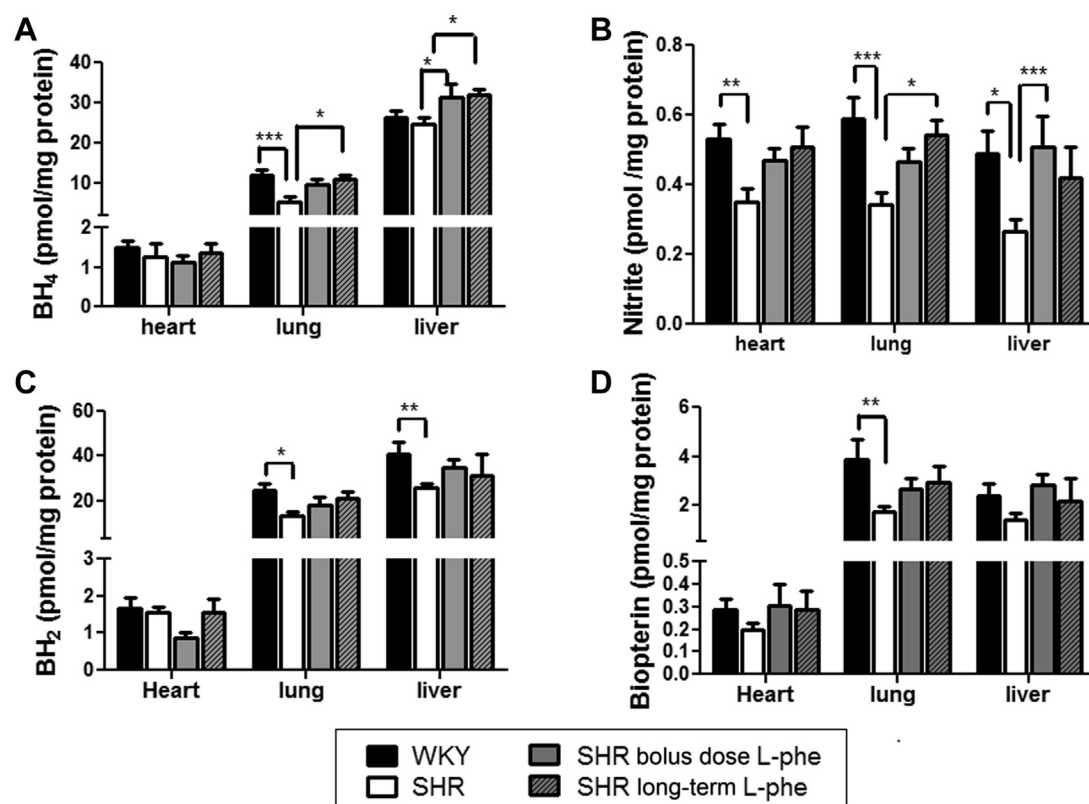 A
BH4 (pmol/mg protein)
40
30
20
10
2
1
0
***
*
*
*
heart
lung
liver
B
Nitrite (pmol /mg protein)
0.8
0.6
0.4
0.2
0.0
**
***
*
*
***
heart
lung
liver
C
BH2 (pmol/mg protein)
60
40
20
3
2
1
0
*
**
Heart
lung
liver
D
Biopterin (pmol/mg protein)
6
4
2
0.5
0.4
0.3
0.2
0.1
0.0
**
Heart
lung
liver
WKY
SHR
SHR bolus dose L-phe
SHR long-term L-phe